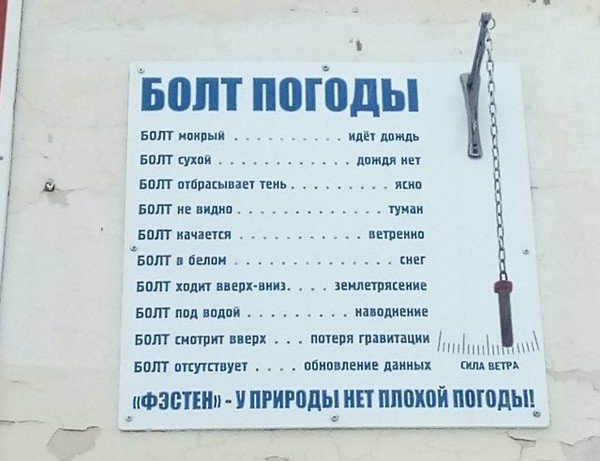 БОЛТ ПОГОДЫ
БОЛТ мокрый . . . . . . . . . . . идёт дождь
БОЛТ сухой . . . . . . . . . . . . дождя нет
БОЛТ отбрасывает тень . . . . . . . . . ясно
БОЛТ не видно . . . . . . . . . . . . . туман
БОЛТ качается . . . . . . . . . . . ветренно
БОЛТ в белом . . . . . . . . . . . . . . снег
БОЛТ ходит вверх-вниз. . . . землетрясение
БОЛТ под водой . . . . . . . . . наводнение
БОЛТ смотрит вверх . . . потеря гравитации
БОЛТ отсутствует . . . . обновление данных
СИЛА ВЕТРА
«ФЭСТЕН» - У ПРИРОДЫ НЕТ ПЛОХОЙ ПОГОДЫ!